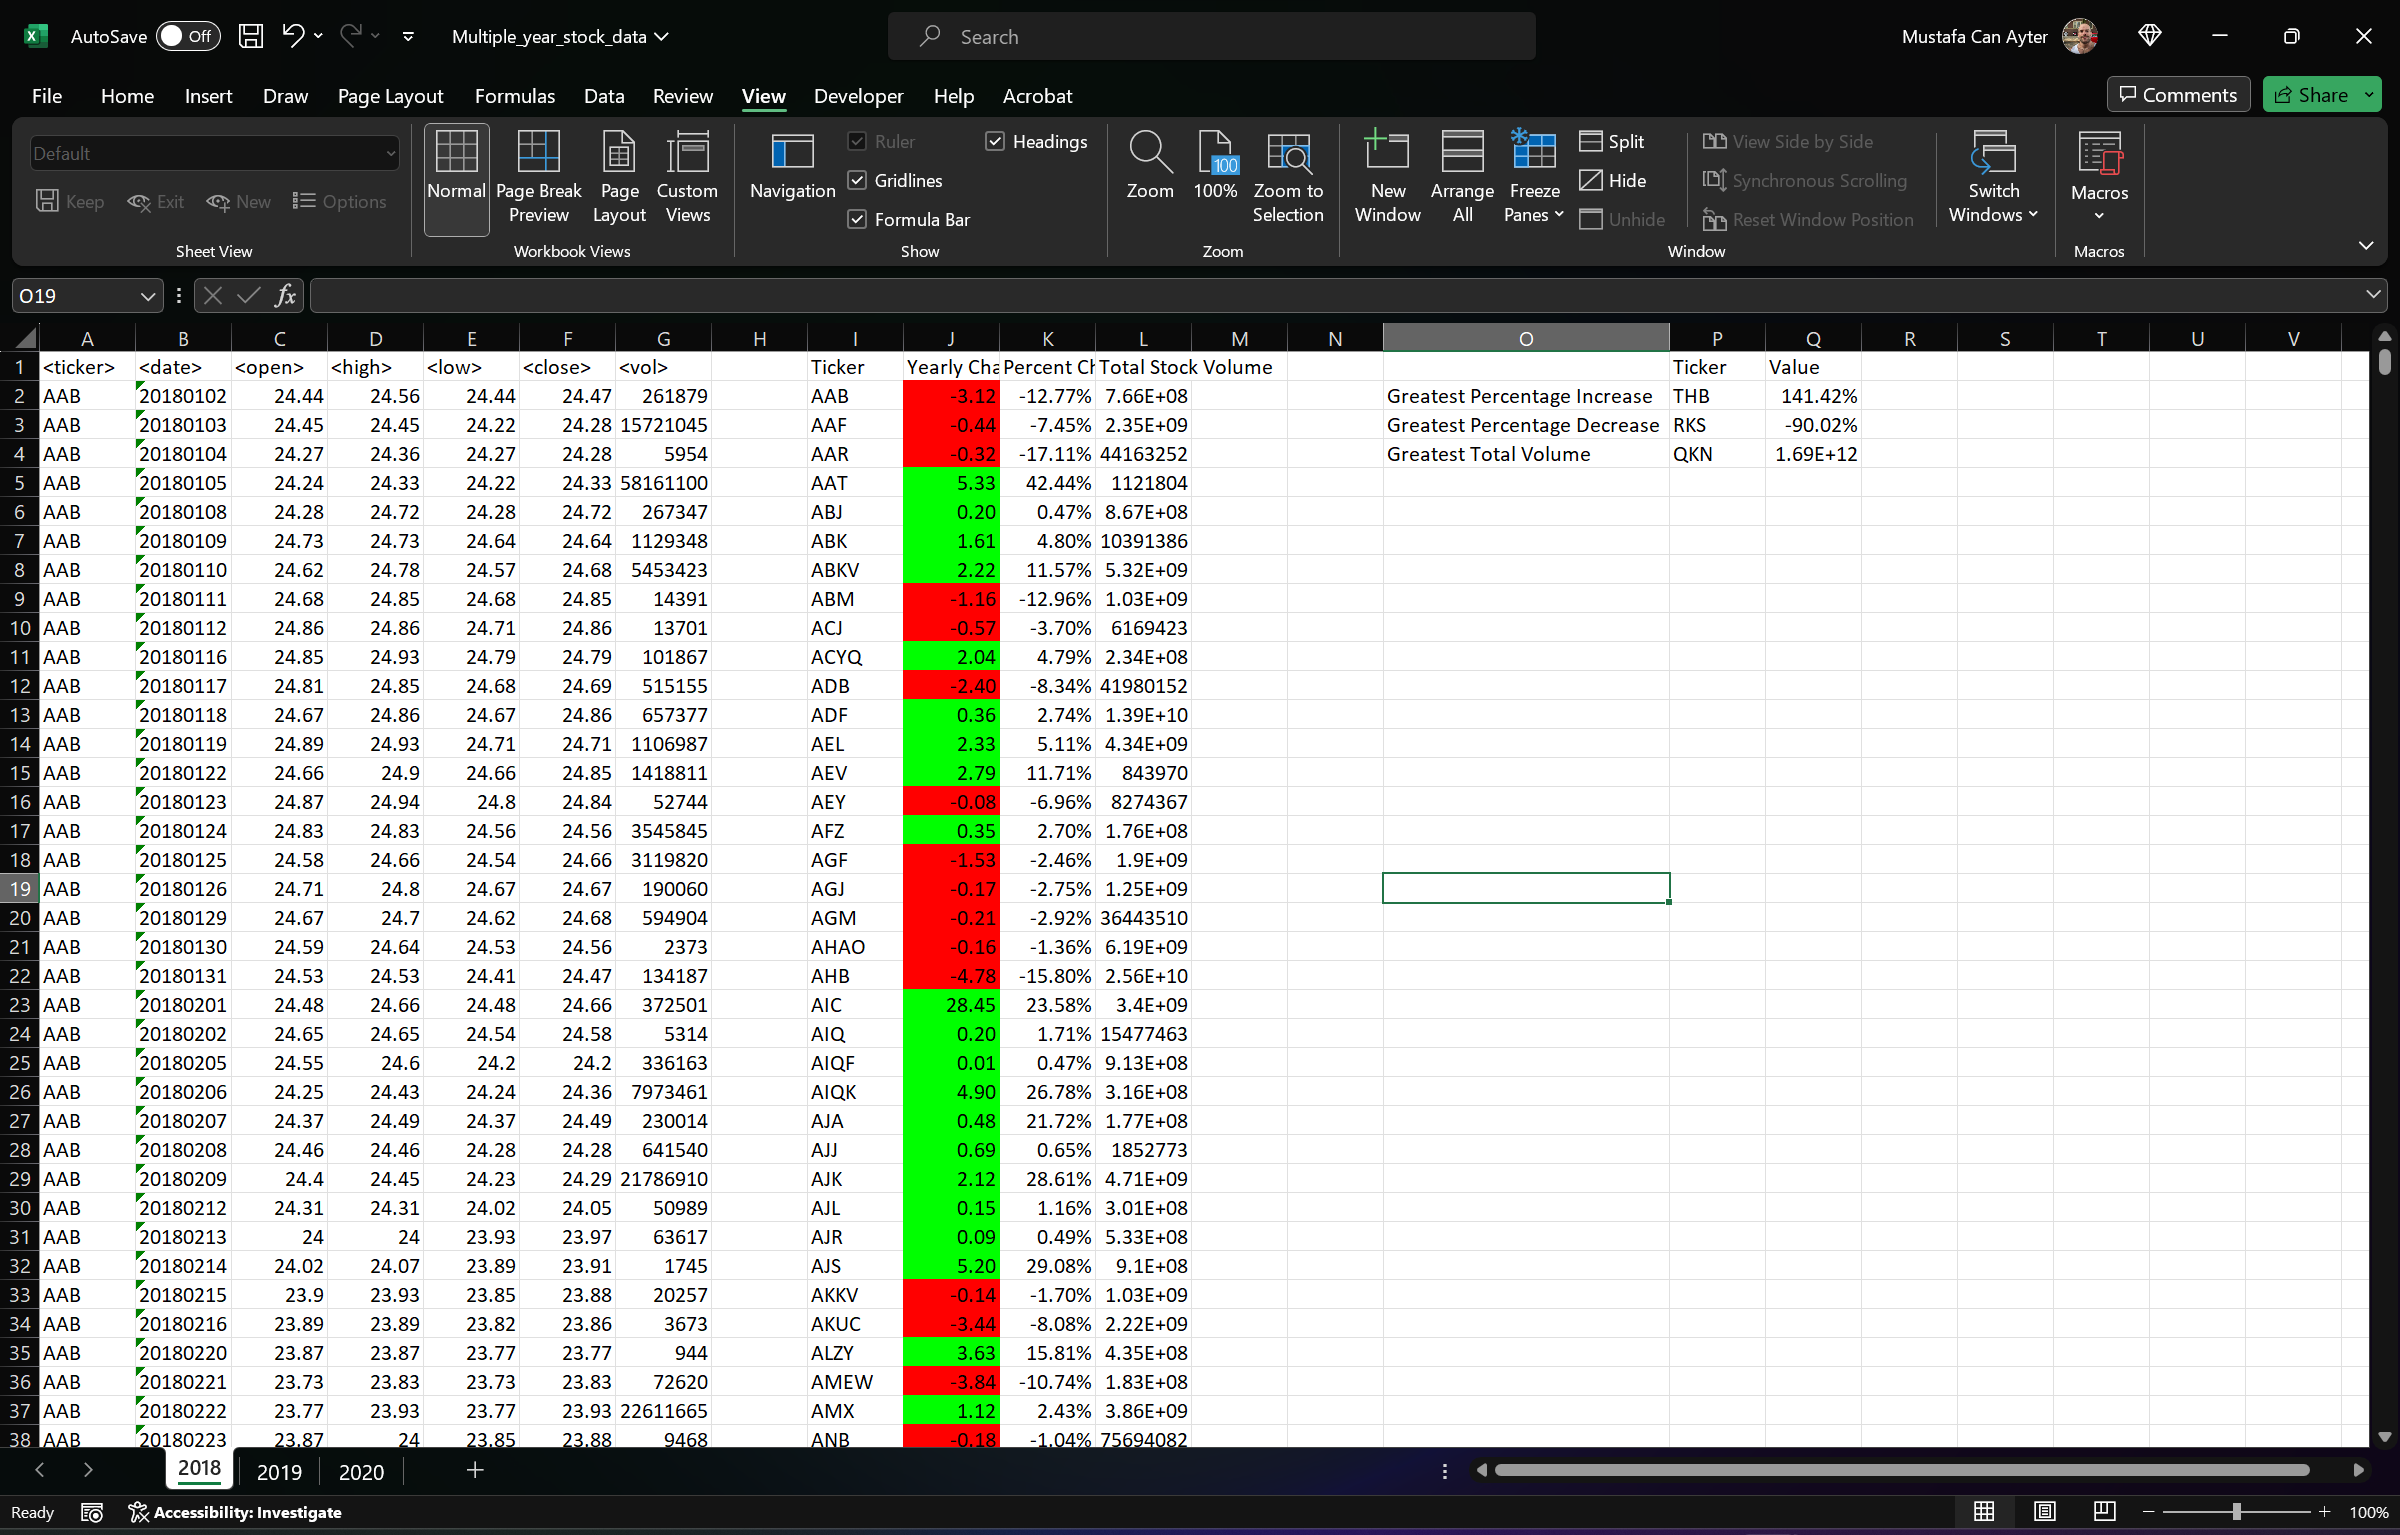 AutoSave Off Multiple_year_stock_data Search Mustafa Can Ayter
File Home Insert Draw Page Layout Formulas Data Review View Developer Help Acrobat Comments Share
Default
Keep Exit New Options
Sheet View
Normal Page Break Preview Page Layout Custom Views
Workbook Views
Navigation Ruler Gridlines Formula Bar Headings
Show
Zoom 100 100% Zoom to Selection
Zoom
New Window Arrange All Freeze Panes Split Hide Unhide View Side by Side Synchronous Scrolling Reset Window Position Switch Windows
Window
Macros
Macros
O19 fx
A B C D E F G H I J K L M N O P Q R S T U V
1 <ticker> <date> <open> <high> <low> <close> <vol> Ticker Yearly Cha Percent Ch Total Stock Volume Ticker Value
2 AAB 20180102 24.44 24.56 24.44 24.47 261879 AAB -3.12 -12.77% 7.66E+08 Greatest Percentage Increase THB 141.42%
3 AAB 20180103 24.45 24.45 24.22 24.28 15721045 AAF -0.44 -7.45% 2.35E+09 Greatest Percentage Decrease RKS -90.02%
4 AAB 20180104 24.27 24.36 24.27 24.28 5954 AAR -0.32 -17.11% 44163252 Greatest Total Volume QKN 1.69E+12
5 AAB 20180105 24.24 24.33 24.22 24.33 58161100 AAT 5.33 42.44% 1121804
6 AAB 20180108 24.28 24.72 24.28 24.72 267347 ABJ 0.20 0.47% 8.67E+08
7 AAB 20180109 24.73 24.73 24.64 24.64 1129348 ABK 1.61 4.80% 10391386
8 AAB 20180110 24.62 24.78 24.57 24.68 5453423 ABKV 2.22 11.57% 5.32E+09
9 AAB 20180111 24.68 24.85 24.68 24.85 14391 ABM -1.16 -12.96% 1.03E+09
10 AAB 20180112 24.86 24.86 24.71 24.86 13701 ACJ -0.57 -3.70% 6169423
11 AAB 20180116 24.85 24.93 24.79 24.79 101867 ACYQ 2.04 4.79% 2.34E+08
12 AAB 20180117 24.81 24.85 24.68 24.69 515155 ADB -2.40 -8.34% 41980152
13 AAB 20180118 24.67 24.86 24.67 24.86 657377 ADF 0.36 2.74% 1.39E+10
14 AAB 20180119 24.89 24.93 24.71 24.71 1106987 AEL 2.33 5.11% 4.34E+09
15 AAB 20180122 24.66 24.9 24.66 24.85 1418811 AEV 2.79 11.71% 843970
16 AAB 20180123 24.87 24.94 24.8 24.84 52744 AEY -0.08 -6.96% 8274367
17 AAB 20180124 24.83 24.83 24.56 24.56 3545845 AFZ 0.35 2.70% 1.76E+08
18 AAB 20180125 24.58 24.66 24.54 24.66 3119820 AGF -1.53 -2.46% 1.9E+09
19 AAB 20180126 24.71 24.8 24.67 24.67 190060 AGJ -0.17 -2.75% 1.25E+09
20 AAB 20180129 24.67 24.7 24.62 24.68 594904 AGM -0.21 -2.92% 36443510
21 AAB 20180130 24.59 24.64 24.53 24.56 2373 AHAO -0.16 -1.36% 6.19E+09
22 AAB 20180131 24.53 24.53 24.41 24.47 134187 AHB -4.78 -15.80% 2.56E+10
23 AAB 20180201 24.48 24.66 24.48 24.66 372501 AIC 28.45 23.58% 3.4E+09
24 AAB 20180202 24.65 24.65 24.54 24.58 5314 AIQ 0.20 1.71% 15477463
25 AAB 20180205 24.55 24.6 24.2 24.2 336163 AIQF 0.01 0.47% 9.13E+08
26 AAB 20180206 24.25 24.43 24.24 24.36 7973461 AIQK 4.90 26.78% 3.16E+08
27 AAB 20180207 24.37 24.49 24.37 24.49 230014 AJA 0.48 21.72% 1.77E+08
28 AAB 20180208 24.46 24.46 24.28 24.28 641540 AJJ 0.69 0.65% 1852773
29 AAB 20180209 24.4 24.45 24.23 24.29 21786910 AJK 2.12 28.61% 4.71E+09
30 AAB 20180212 24.31 24.31 24.02 24.05 50989 AJL 0.15 1.16% 3.01E+08
31 AAB 20180213 24 24 23.93 23.97 63617 AJR 0.09 0.49% 5.33E+08
32 AAB 20180214 24.02 24.07 23.89 23.91 1745 AJS 5.20 29.08% 9.1E+08
33 AAB 20180215 23.9 23.93 23.85 23.88 20257 AKKV -0.14 -1.70% 1.03E+09
34 AAB 20180216 23.89 23.89 23.82 23.86 3673 AKUC -3.44 -8.08% 2.22E+09
35 AAB 20180220 23.87 23.87 23.77 23.77 944 ALZY 3.63 15.81% 4.35E+08
36 AAB 20180221 23.73 23.83 23.73 23.83 72620 AMEW -3.84 -10.74% 1.83E+08
37 AAB 20180222 23.77 23.93 23.77 23.93 22611665 AMX 1.12 2.43% 3.86E+09
38 AAB 20180223 23.87 24 23.85 23.88 9468 ANB -0.18 -1.04% 75694082
2018 2019 2020
Ready Accessibility: Investigate 100%